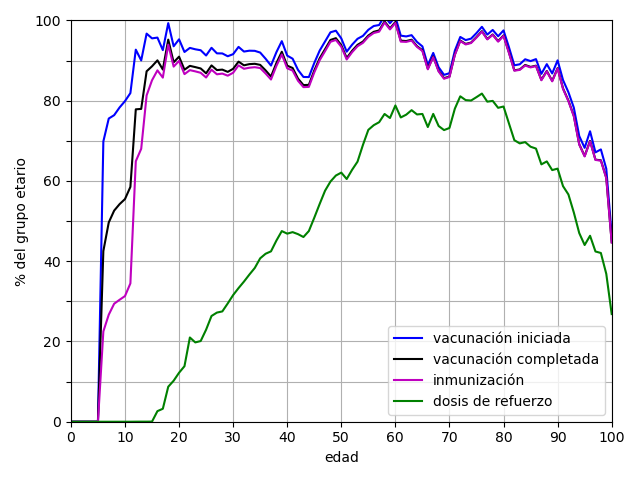 100
80
60
40
20
0
% del grupo etario
vacunación iniciada
vacunación completada
inmunización
dosis de refuerzo
0 10 20 30 40 50 60 70 80 90 100
edad